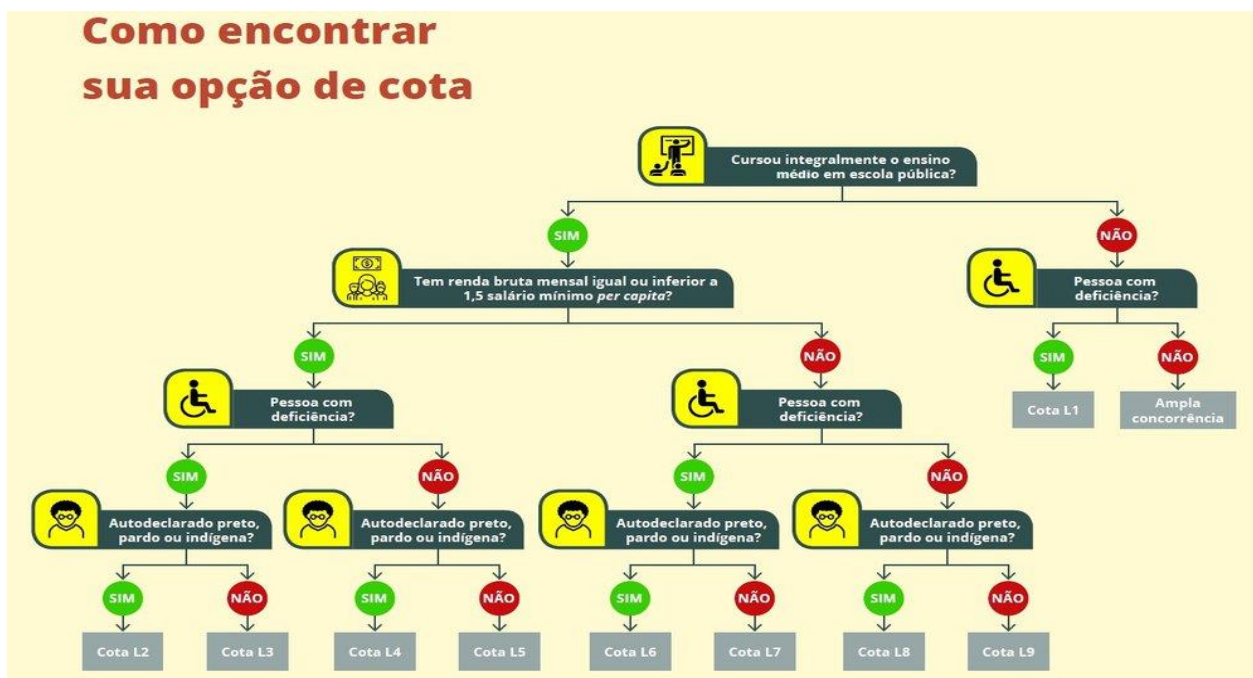 Como encontrar
sua opção de cota
Cursou integralmente o ensino
médio em escola pública?
SIM
NÃO
Tem renda bruta mensal igual ou inferior a
1,5 salário mínimo per capita?
Pessoa com
deficiência?
SIM
NÃO
SIM
NÃO
Cota L1
Ampla
concorrência
Pessoa com
deficiência?
Pessoa com
deficiência?
SIM
NÃO
SIM
NÃO
Autodeclarado preto,
pardo ou indígena?
Autodeclarado preto,
pardo ou indígena?
Autodeclarado preto,
pardo ou indígena?
Autodeclarado preto,
pardo ou indígena?
SIM
NÃO
SIM
NÃO
SIM
NÃO
SIM
NÃO
Cota L2
Cota L3
Cota L4
Cota L5
Cota L6
Cota L7
Cota L8
Cota L9